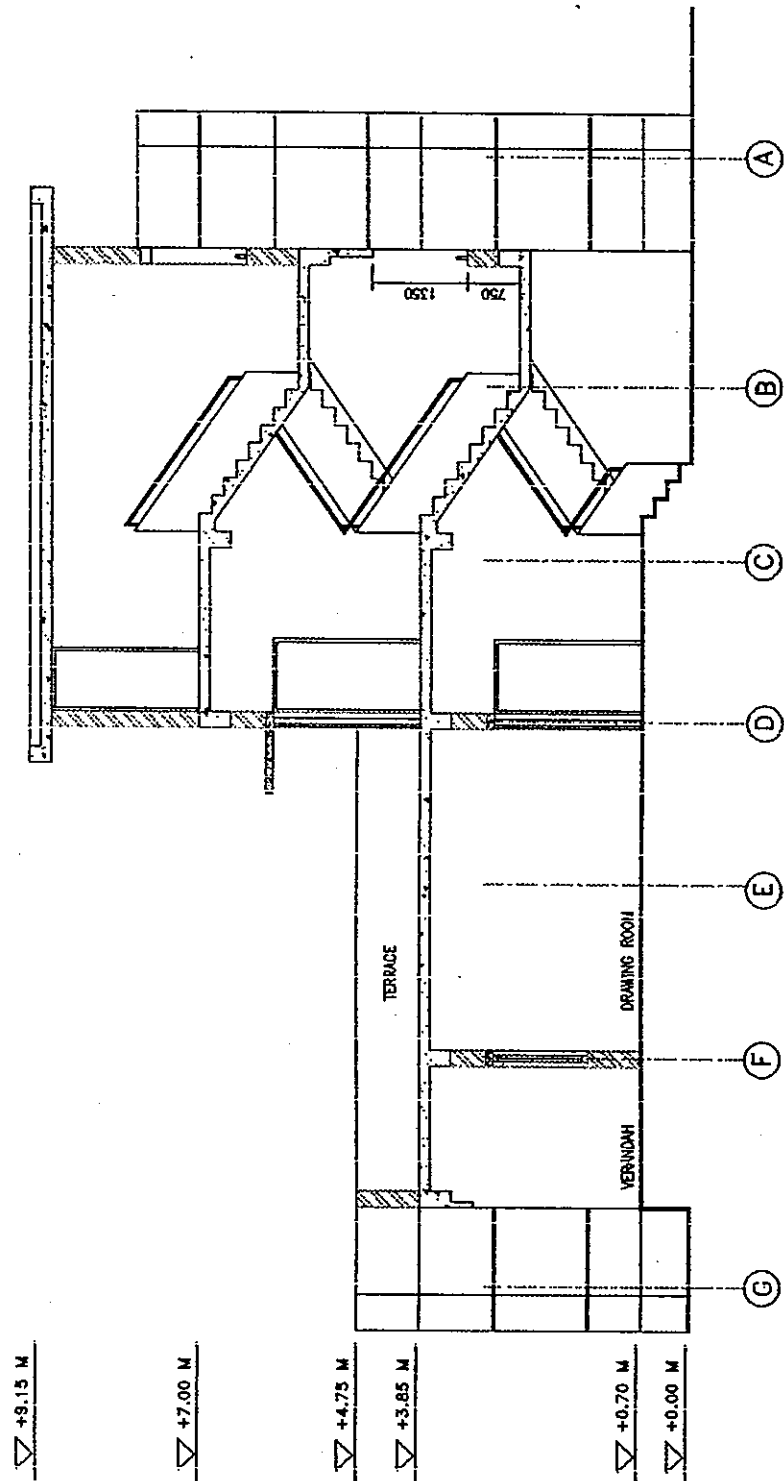 +9.15 M
+7.00 M
+4.75 M
+3.85 M
+0.70 M
+0.00 M
TERRACE
VERANDAH
DRAWING ROOM
1350
750
G
F
E
D
C
B
A